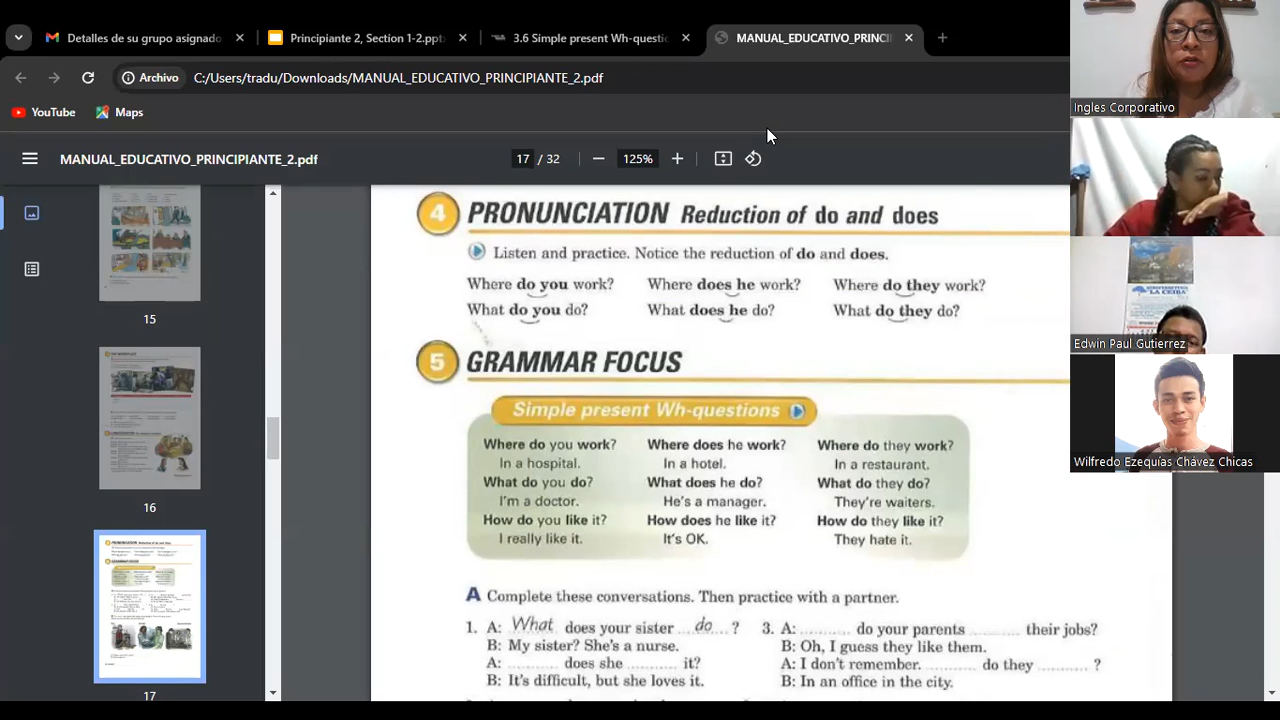 Detalles de su grupo asignado
Principiante 2, Section 1-2.ppt
3.6 Simple present Wh-questi
MANUAL_EDUCATIVO_PRINCI
Archivo
C:/Users/tradu/Downloads/MANUAL_EDUCATIVO_PRINCIPIANTE_2.pdf
YouTube
Maps
MANUAL_EDUCATIVO_PRINCIPIANTE_2.pdf
17 / 32
125%
15
16
17
4 PRONUNCIATION Reduction of do and does
Listen and practice. Notice the reduction of do and does.
Where do you work? Where does he work? Where do they work?
What do you do? What does he do? What do they do?
5 GRAMMAR FOCUS
Simple present Wh-questions
Where do you work? Where does he work? Where do they work?
In a hospital. In a hotel. In a restaurant.
What do you do? What does he do? What do they do?
I'm a doctor. He's a manager. They're waiters.
How do you like it? How does he like it? How do they like it?
I really like it. It's OK. They hate it.
A Complete these conversations. Then practice with a partner.
1. A: What does your sister do ?
B: My sister? She's a nurse.
A: ......... does she ......... it?
B: It's difficult, but she loves it.
3. A: ......... do your parents ......... their jobs?
B: Oh, I guess they like them.
A: I don't remember. ......... do they ......... ?
B: In an office in the city.
Ingles Corporativo
Edwin Paul Gutierrez
Wilfredo Ezequías Chávez Chicas